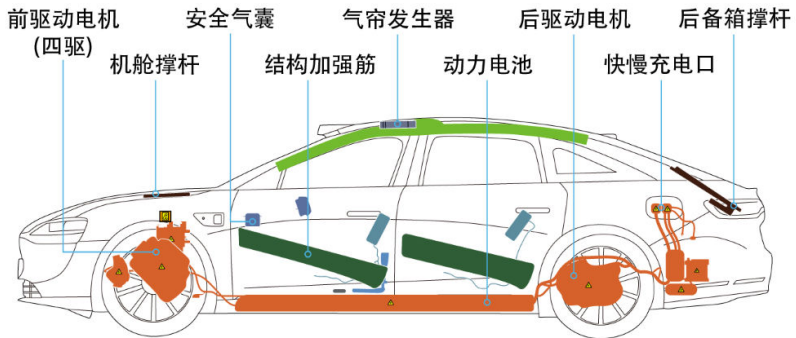 前驱动电机
(四驱)
机舱撑杆
安全气囊
结构加强筋
气帘发生器
动力电池
后驱动电机
快慢充电口
后备箱撑杆